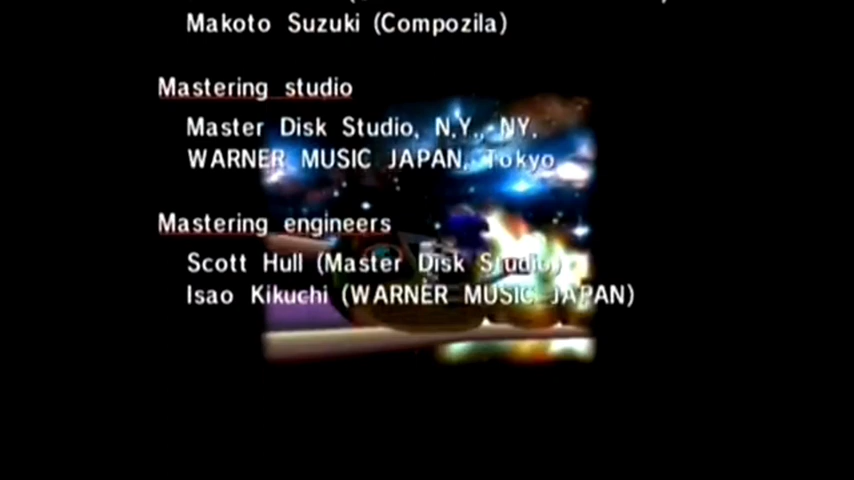 Makoto Suzuki (Compozila)
Mastering studio
Master Disk Studio, N.Y., NY.
WARNER MUSIC JAPAN, Tokyo
Mastering engineers
Scott Hull (Master Disk Studio)
Isao Kikuchi (WARNER MUSIC JAPAN)